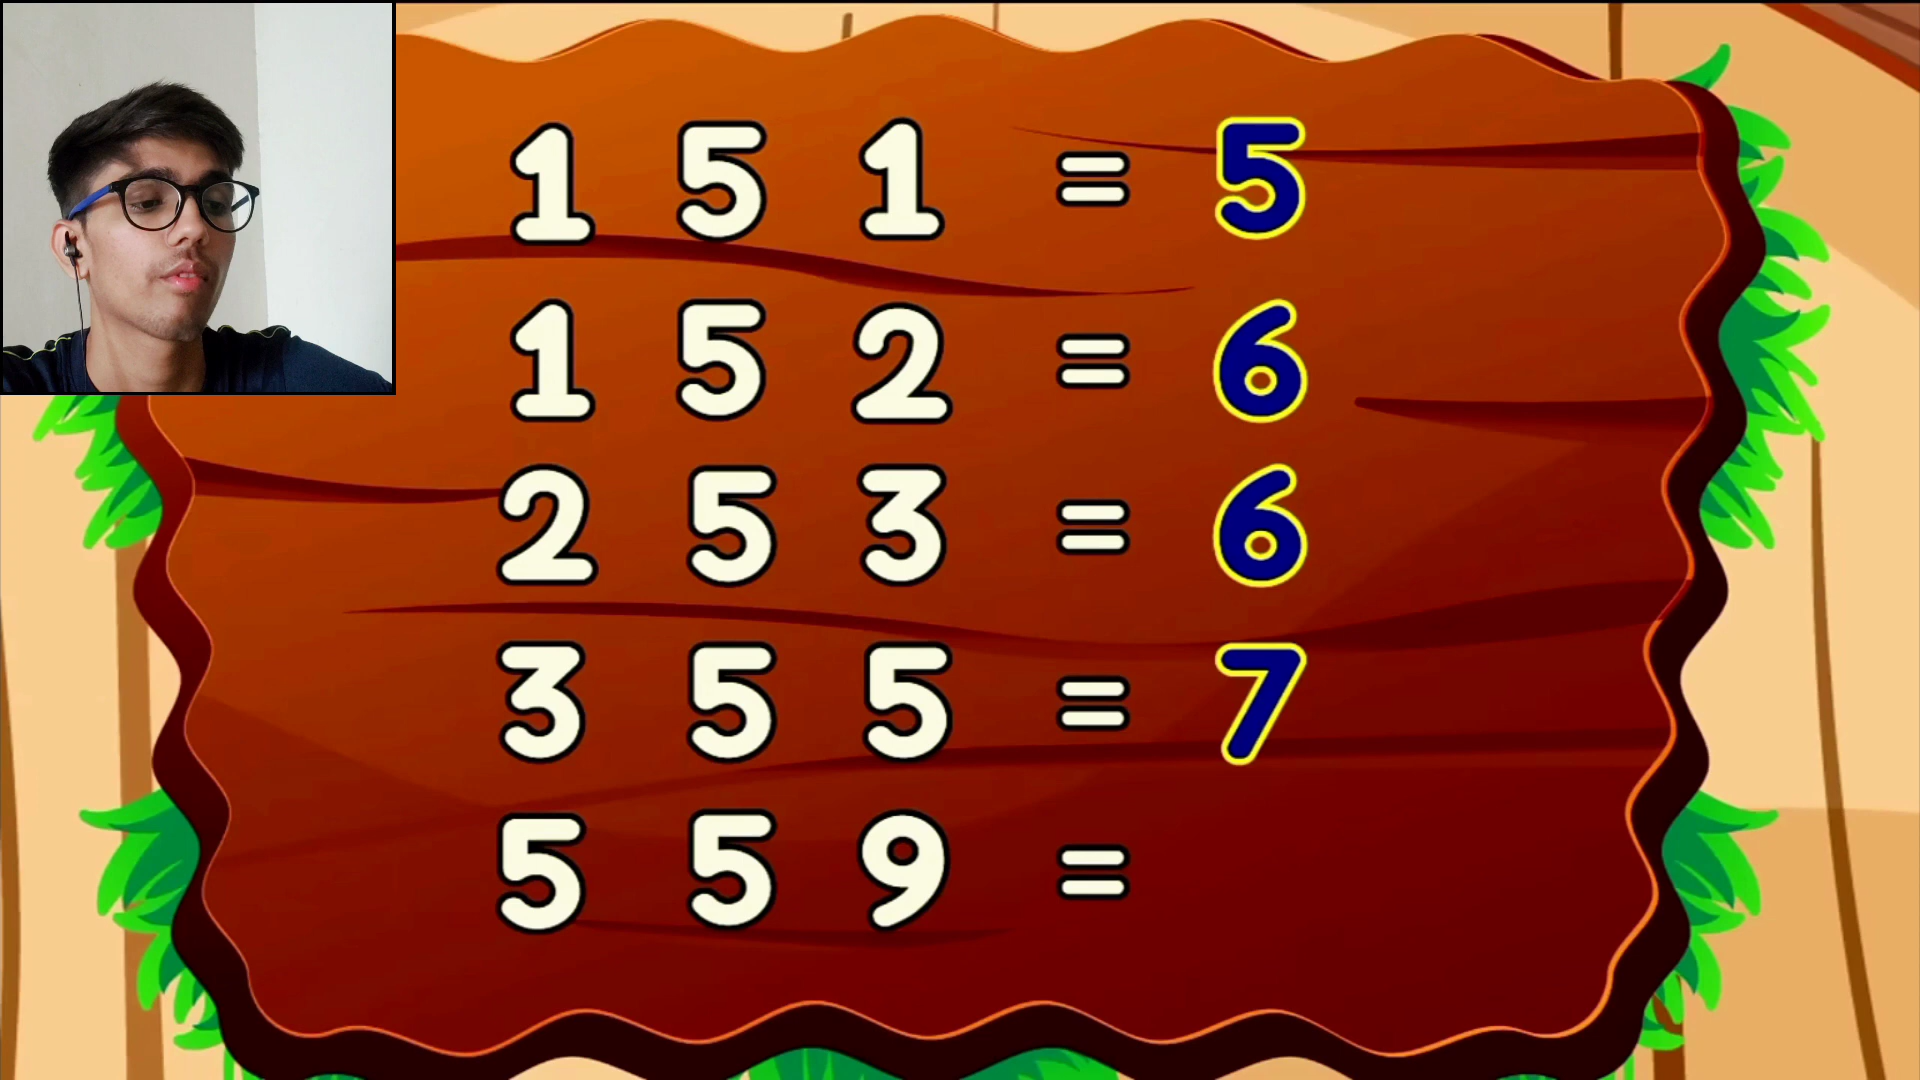 1 5 1 = 5
1 5 2 = 6
2 5 3 = 6
3 5 5 = 7
5 5 9 =